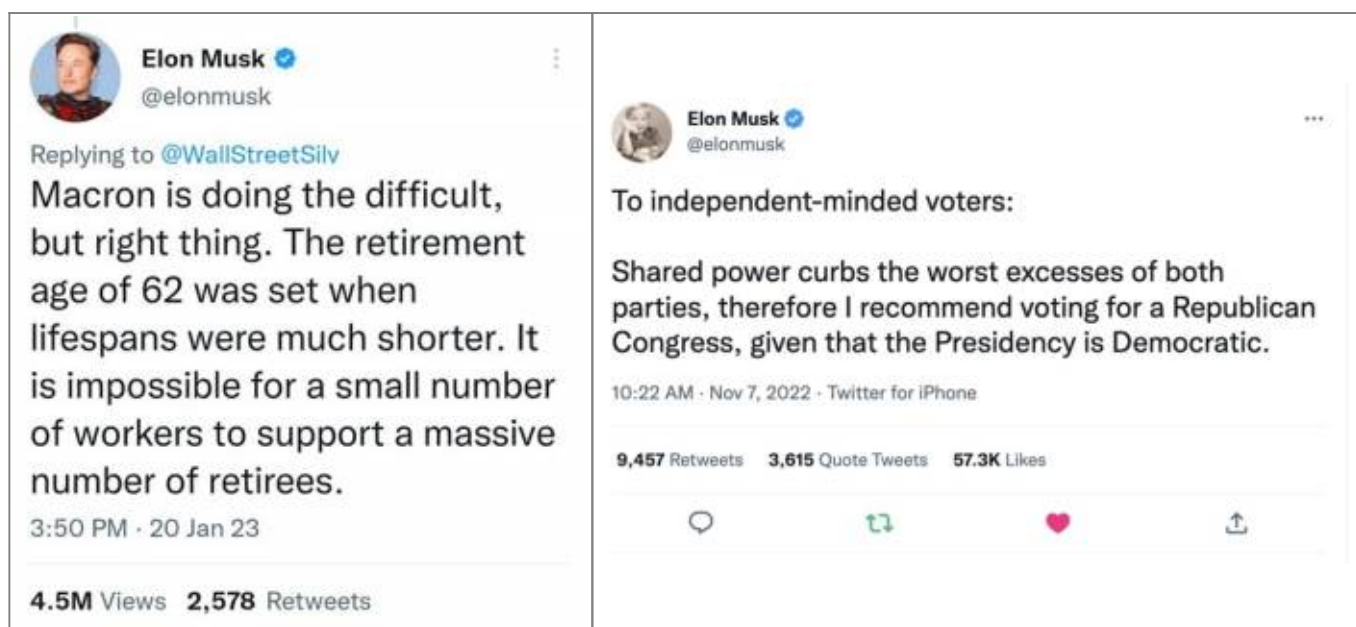 Elon Musk
@elonmusk
Replying to @WallStreetSilv
Macron is doing the difficult,
but right thing. The retirement
age of 62 was set when
lifespans were much shorter. It
is impossible for a small number
of workers to support a massive
number of retirees.
3:50 PM · 20 Jan 23
4.5M Views 2,578 Retweets
Elon Musk
@elonmusk
To independent-minded voters:
Shared power curbs the worst excesses of both
parties, therefore I recommend voting for a Republican
Congress, given that the Presidency is Democratic.
10:22 AM · Nov 7, 2022 · Twitter for iPhone
9,457 Retweets 3,615 Quote Tweets 57.3K Likes